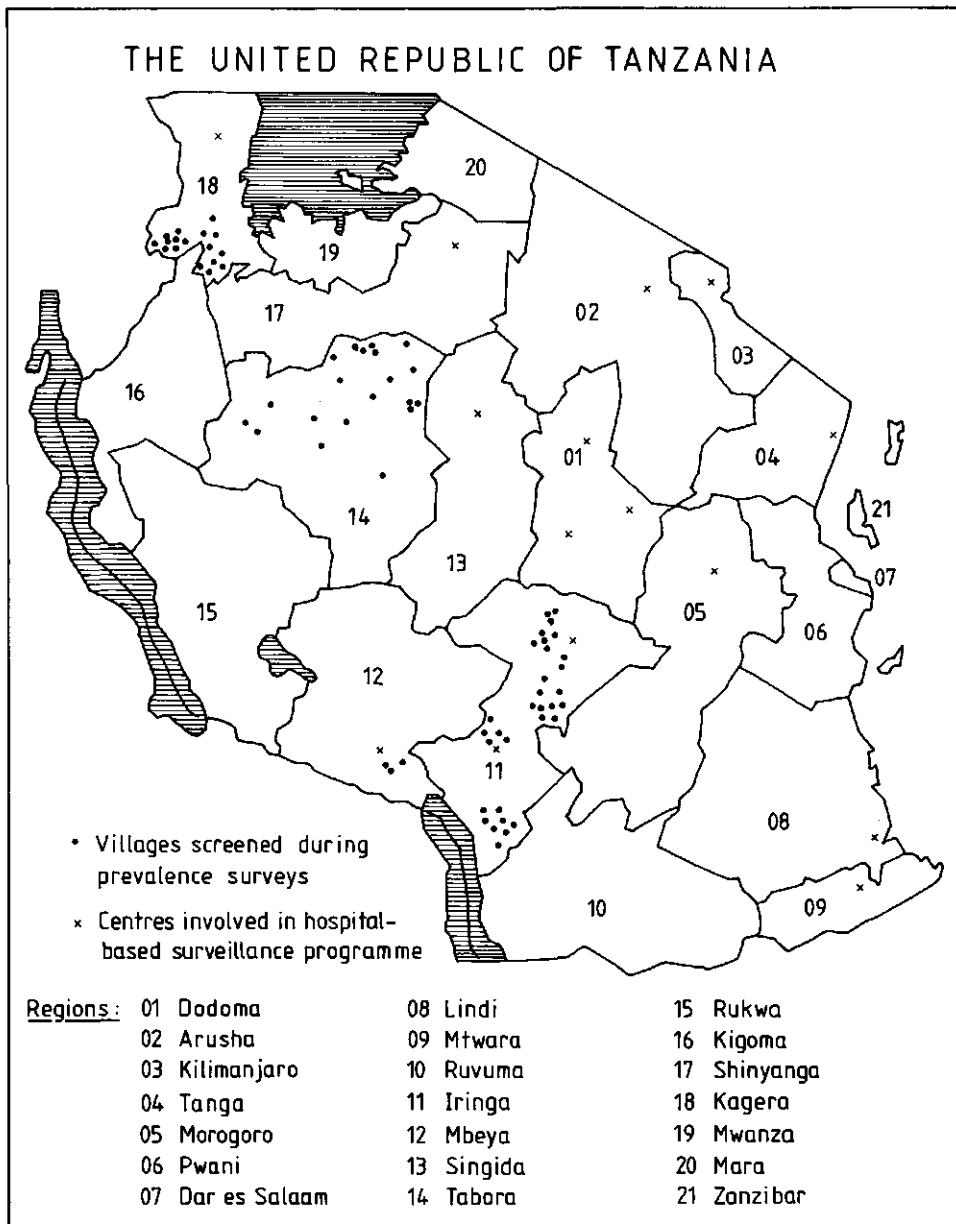 THE UNITED REPUBLIC OF TANZANIA
20
18
19
17
02
03
16
01
04
21
14
13
07
15
05
06
12
11
08
10
09
• Villages screened during
prevalence surveys
x Centres involved in hospital-
based surveillance programme
Regions: 01 Dodoma
02 Arusha
03 Kilimanjaro
04 Tanga
05 Morogoro
06 Pwani
07 Dar es Salaam
08 Lindi
09 Mtwara
10 Ruvuma
11 Iringa
12 Mbeya
13 Singida
14 Tabora
15 Rukwa
16 Kigoma
17 Shinyanga
18 Kagera
19 Mwanza
20 Mara
21 Zanzibar